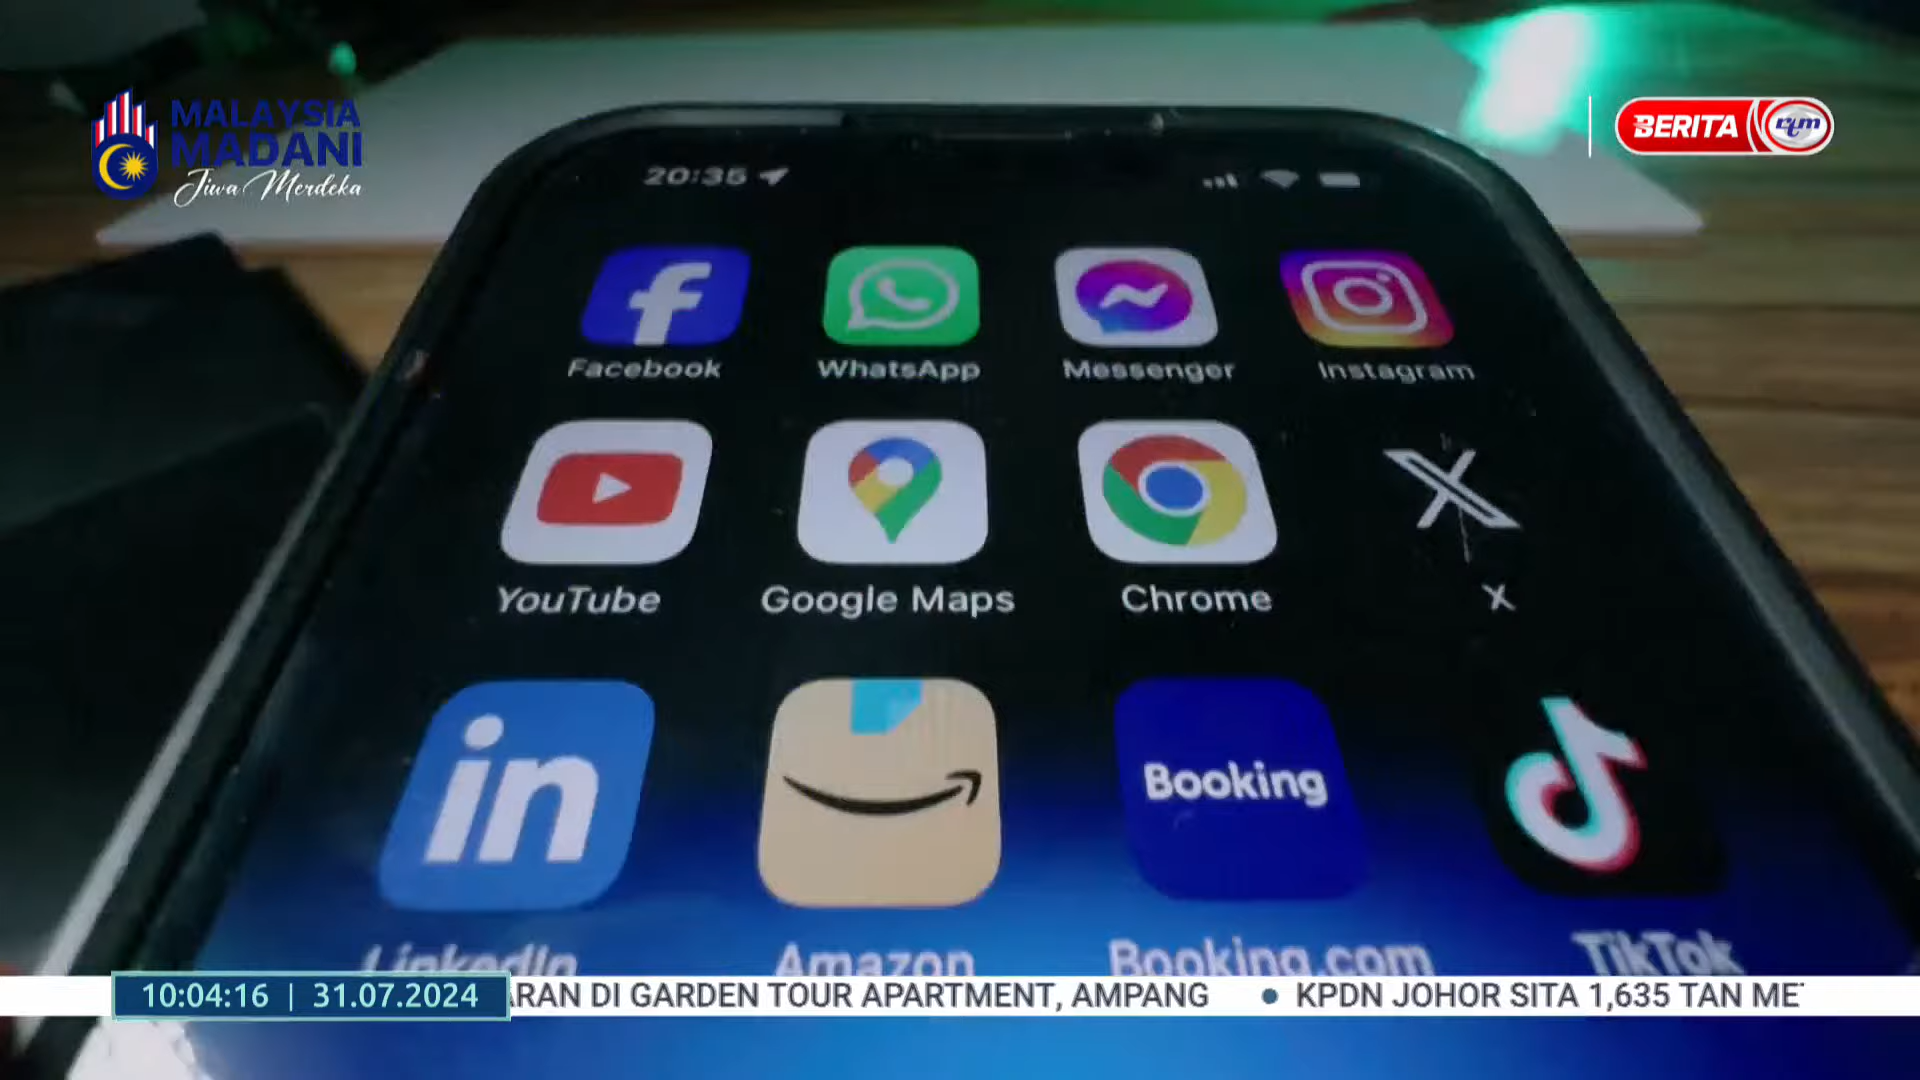 MALAYSIA
MADANI
Jiwa Merdeka
BERITA rtm
20:35
Facebook WhatsApp Messenger Instagram
YouTube Google Maps Chrome X
in
Booking
LinkedIn Amazon Booking.com TikTok
10:04:16 | 31.07.2024 ARAN DI GARDEN TOUR APARTMENT, AMPANG • KPDN JOHOR SITA 1,635 TAN